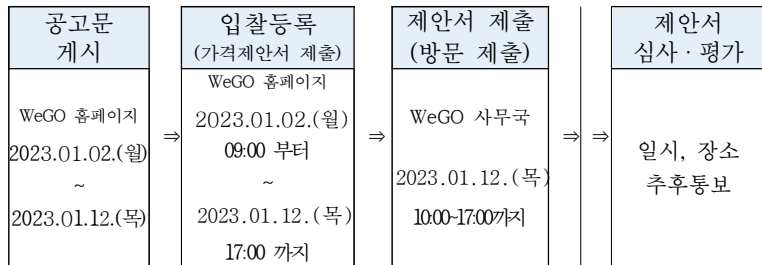 공고문
게시
WeGO 홈페이지
2023.01.02.(월)
~
2023.01.12.(목)
⇒
입찰등록
(가격제안서 제출)
WeGO 홈페이지
2023.01.02.(월)
09:00 부터
~
2023.01.12.(목)
17:00 까지
⇒
제안서 제출
(방문 제출)
WeGO 사무국
2023.01.12.(목)
10:00~17:00까지
⇒
⇒
제안서
심사 · 평가
일시, 장소
추후통보